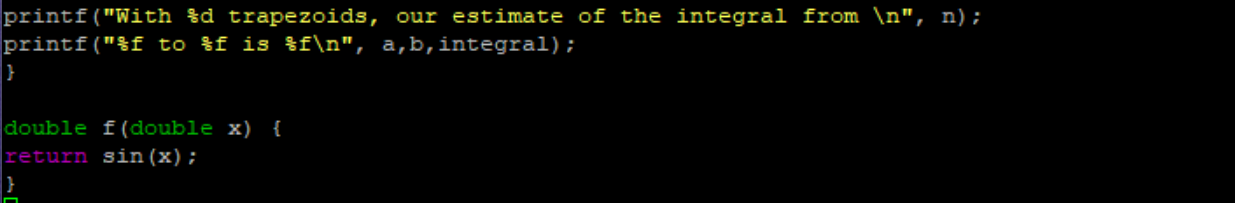 printf("With %d trapezoids, our estimate of the integral from \n", n);
printf("%f to %f is %f\n", a,b,integral);
}
double f(double x) {
return sin(x);
}